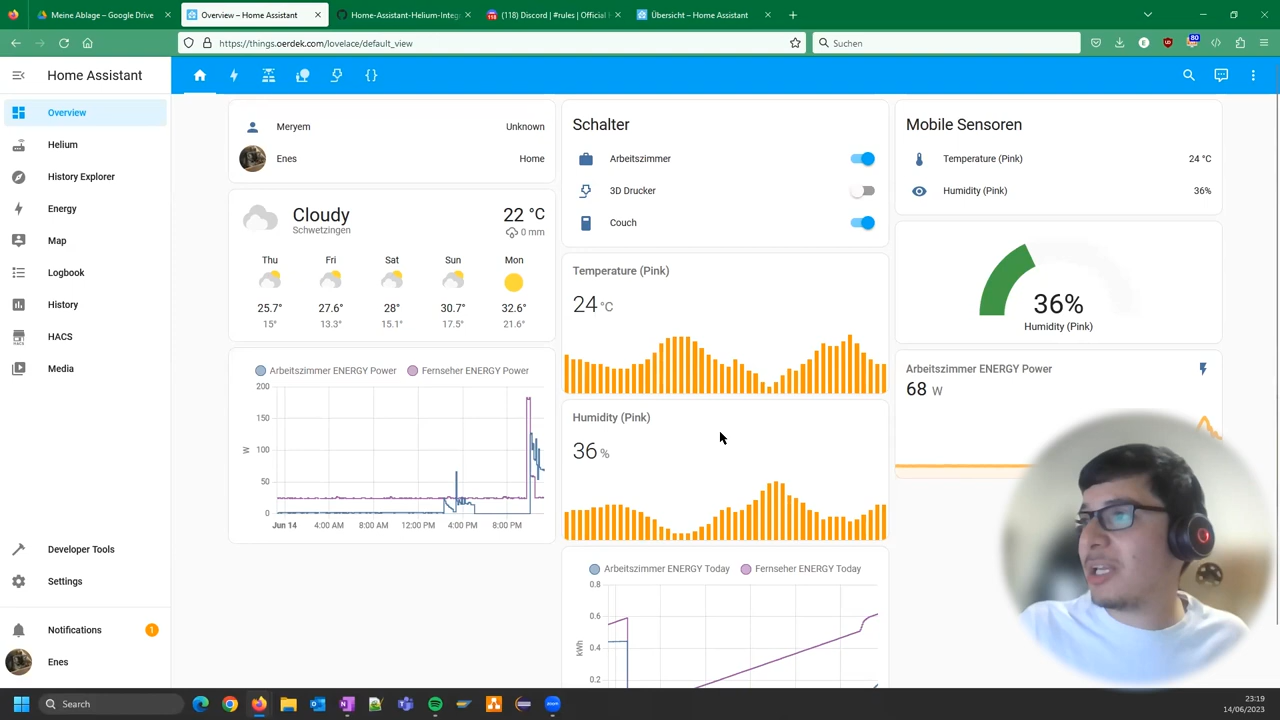 Meine Ablage – Google Drive
Overview – Home Assistant
Home-Assistant-Helium-Integr
(118) Discord | #rules | Official
Übersicht – Home Assistant
https://things.oerdek.com/lovelace/default_view
Suchen
80
Home Assistant
Overview
Helium
History Explorer
Energy
Map
Logbook
History
HACS
HACS
Media
Developer Tools
Settings
Notifications
1
Enes
Meryem
Unknown
Enes
Home
Cloudy
Schwetzingen
22 °C
0 mm
Thu Fri Sat Sun Mon
25.7° 27.6° 28° 30.7° 32.6°
15° 13.3° 15.1° 17.5° 21.6°
Arbeitszimmer ENERGY Power Fernseher ENERGY Power
200
150
W
100
50
0
Jun 14 4:00 AM 8:00 AM 12:00 PM 4:00 PM 8:00 PM
Schalter
Arbeitszimmer
3D Drucker
Couch
Temperature (Pink)
24 °C
Humidity (Pink)
36 %
Arbeitszimmer ENERGY Today Fernseher ENERGY Today
0.8
0.6
kWh
0.4
0.2
Mobile Sensoren
Temperature (Pink)
24 °C
Humidity (Pink)
36%
36%
Humidity (Pink)
Arbeitszimmer ENERGY Power
68 W
Search
23:19
14/06/2023